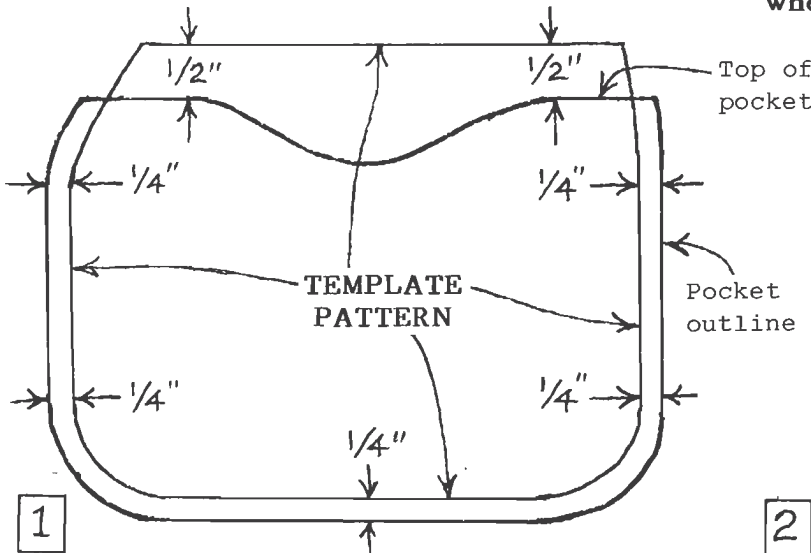 whe
1/2"
1/2"
Top of
pocket
1/4"
1/4"
TEMPLATE
PATTERN
Pocket
outline
1/4"
1/4"
1/4"
1
2